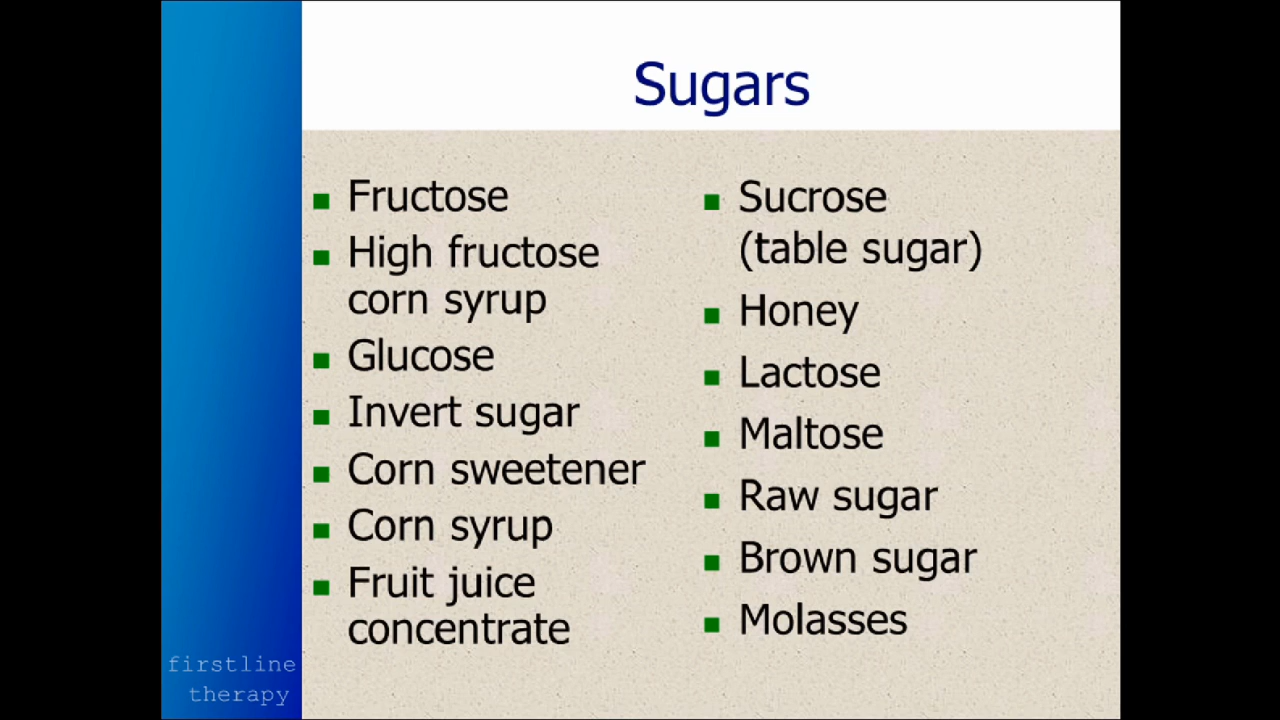 Sugars
Fructose
High fructose
corn syrup
Glucose
Invert sugar
Corn sweetener
Corn syrup
Fruit juice
concentrate
Sucrose
(table sugar)
Honey
Lactose
Maltose
Raw sugar
Brown sugar
Molasses
firstline
therapy